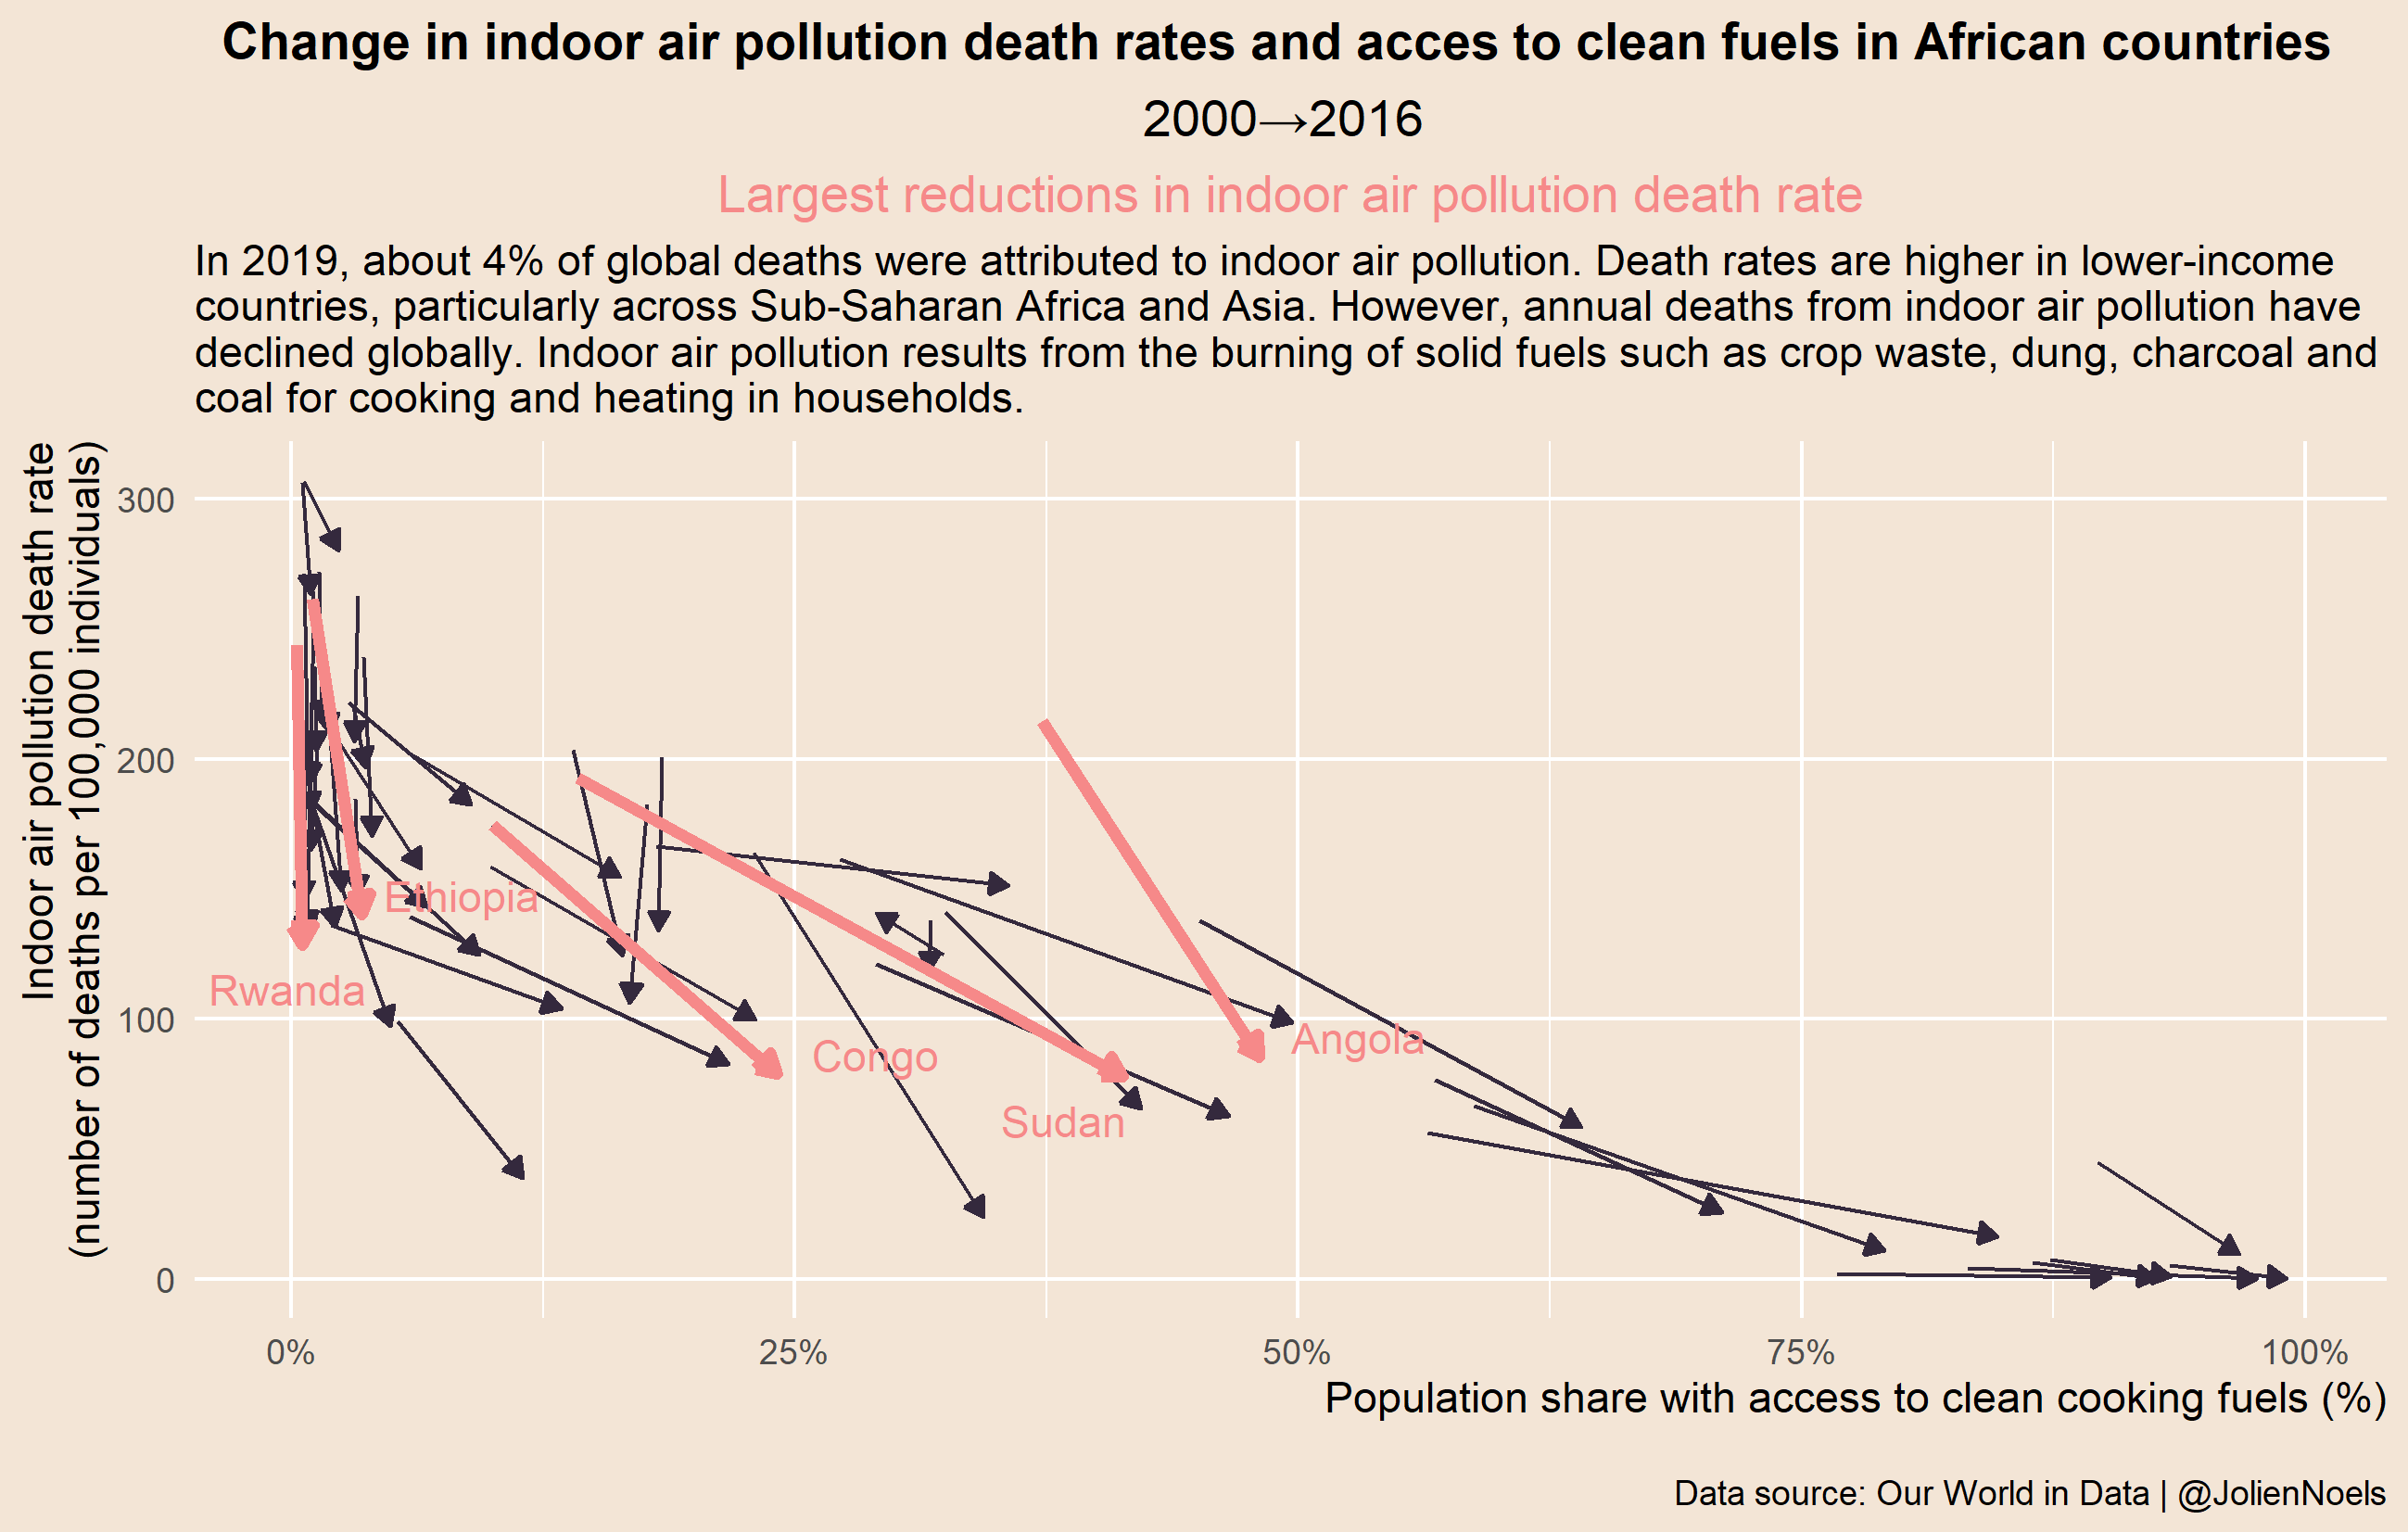 Change in indoor air pollution death rates and acces to clean fuels in African countries
2000→2016
Largest reductions in indoor air pollution death rate
In 2019, about 4% of global deaths were attributed to indoor air pollution. Death rates are higher in lower-income
countries, particularly across Sub-Saharan Africa and Asia. However, annual deaths from indoor air pollution have
declined globally. Indoor air pollution results from the burning of solid fuels such as crop waste, dung, charcoal and
coal for cooking and heating in households.
Indoor air pollution death rate
(number of deaths per 100,000 individuals)
300
200
100
0
Ethiopia
Rwanda
Congo
Sudan
Angola
0%
25%
50%
75%
100%
Population share with access to clean cooking fuels (%)
Data source: Our World in Data | @JolienNoels